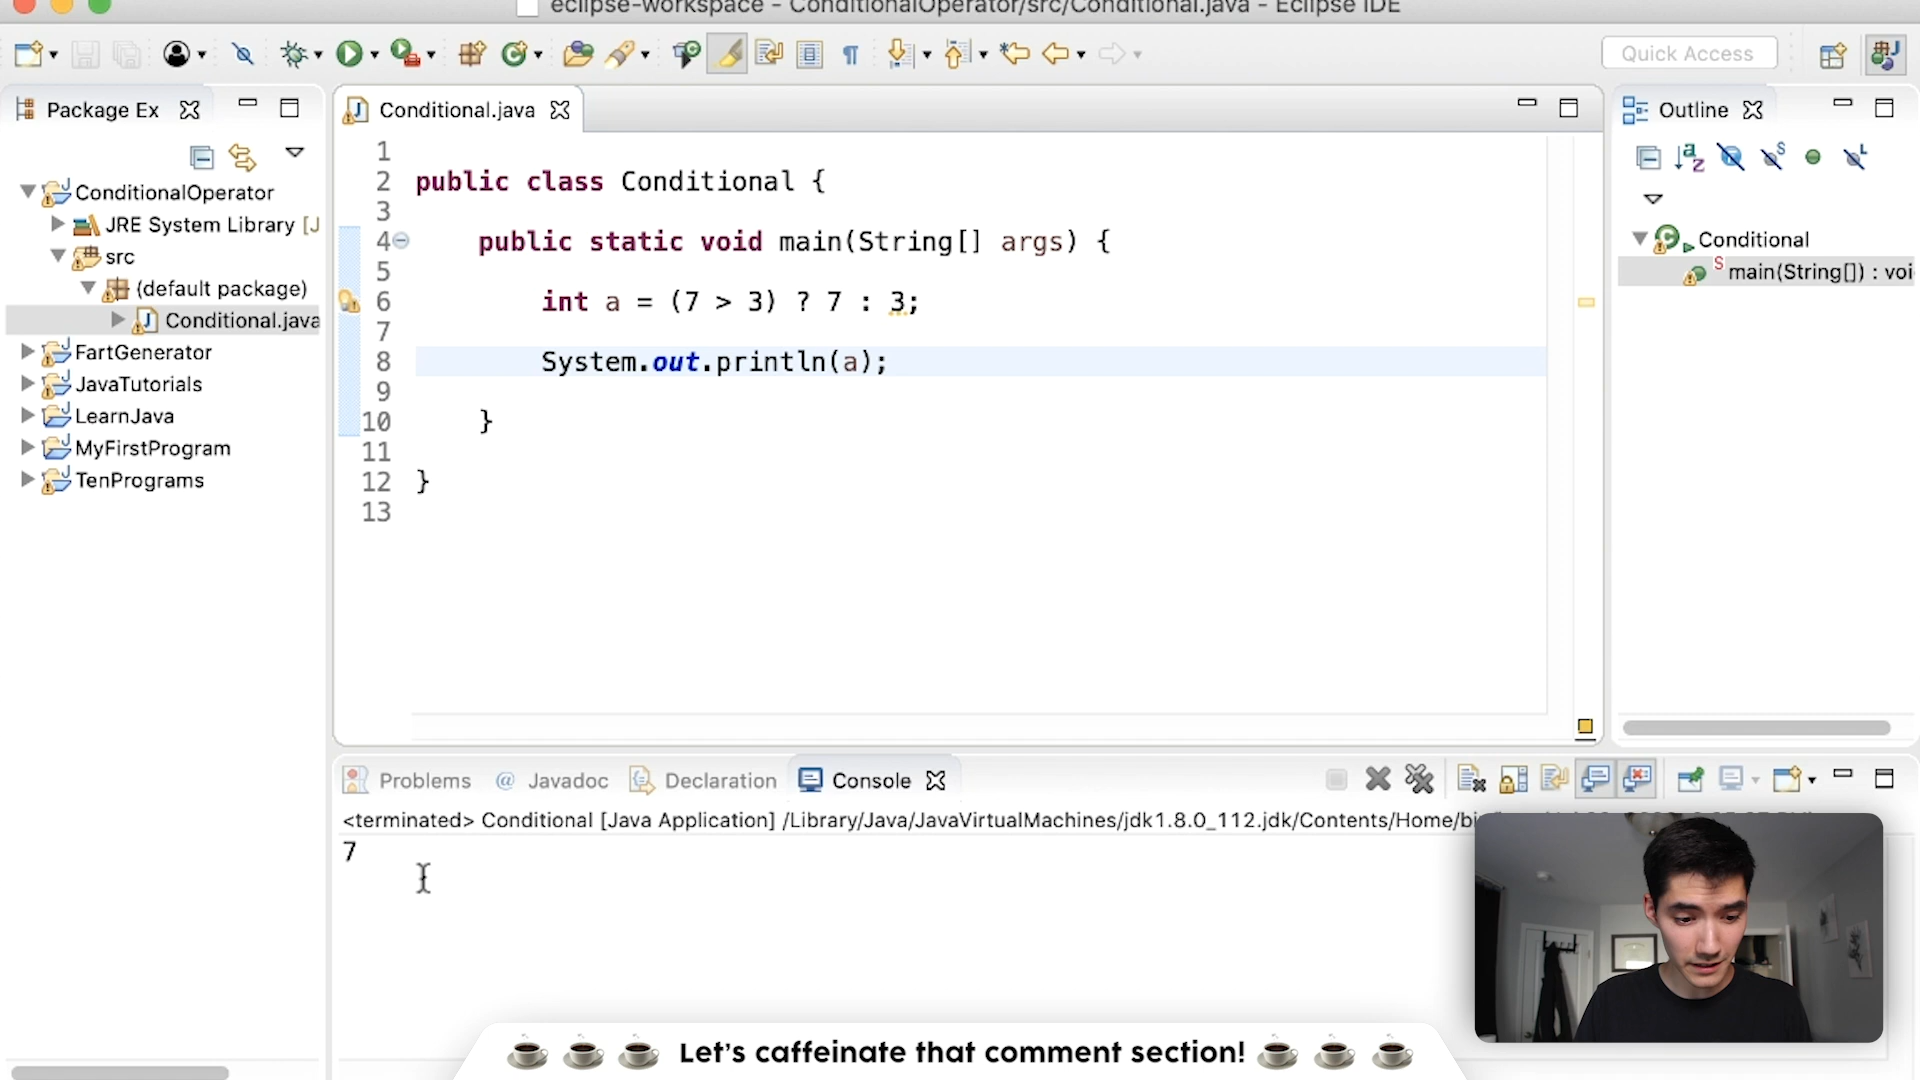 eclipse-workspace - ConditionalOperator/src/Conditional.java - Eclipse IDE
Quick Access
Package Ex
Conditional.java
Outline
ConditionalOperator
JRE System Library [J
src
(default package)
Conditional.java
FartGenerator
JavaTutorials
LearnJava
MyFirstProgram
TenPrograms
1
2 public class Conditional {
3
4 public static void main(String[] args) {
5
6 int a = (7 > 3) ? 7 : 3;
7
8 System.out.println(a);
9
10 }
11
12 }
13
Conditional
main(String[]) : voi
Problems @ Javadoc Declaration Console
<terminated> Conditional [Java Application] /Library/Java/JavaVirtualMachines/jdk1.8.0_112.jdk/Contents/Home/bi
7
Let's caffeinate that comment section!